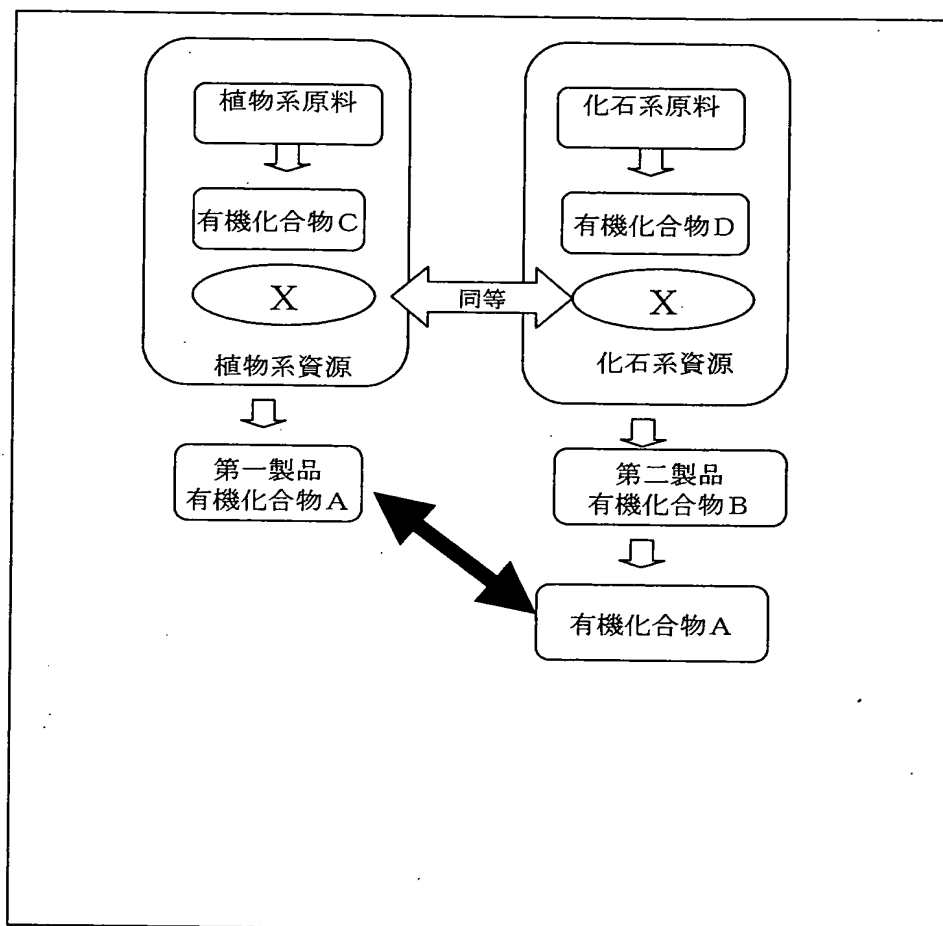 植物系原料
有機化合物C
X
植物系資源
第一製品
有機化合物A
同等
化石系原料
有機化合物D
X
化石系資源
第二製品
有機化合物B
有機化合物A